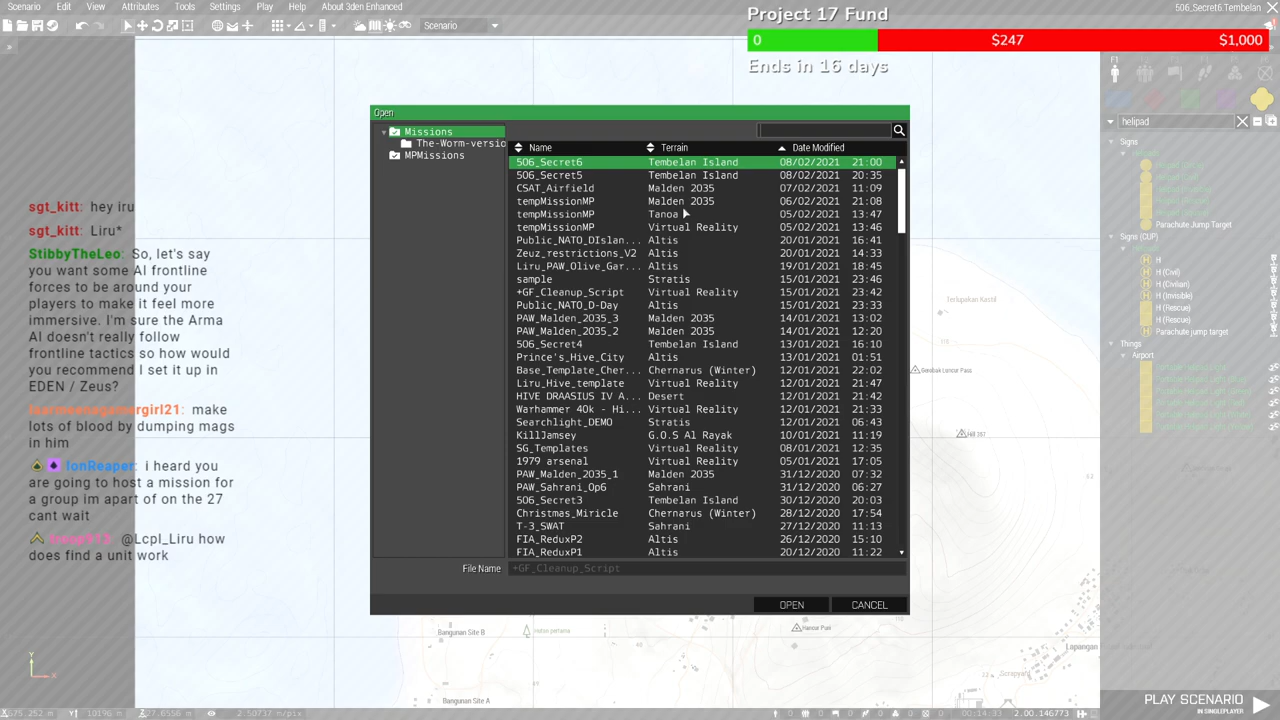 Scenario Edit View Attributes Tools Settings Play Help About 3den Enhanced
506_Secret6.Tembelan
Scenario
Project 17 Fund
0 $247 $1,000
Ends in 16 days
sgt_kitt: hey iru
sgt_kitt: Liru*
StibbyTheLeo: So, let's say
you want some AI frontline
forces to be around your
players to make it feel more
immersive. I'm sure the Arma
AI doesn't really follow
frontline tactics so how would
you recommend I set it up in
EDEN / Zeus?
make
lots of blood by dumping mags
in him
IonReaper: i heard you
are going to host a mission for
a group im apart of on the 27
cant wait
@Lcpl_Liru how
does find a unit work
Open
Missions
The-Worm-versio
MPMissions
Name Terrain Date Modified
506_Secret6 Tembelan Island 08/02/2021 21:00
506_Secret5 Tembelan Island 08/02/2021 20:35
CSAT_Airfield Malden 2035 07/02/2021 11:09
tempMissionMP Malden 2035 06/02/2021 21:08
tempMissionMP Tanoa 05/02/2021 13:47
tempMissionMP Virtual Reality 05/02/2021 13:46
Public_NATO_DIslan... Altis 20/01/2021 16:41
Zeuz_restrictions_V2 Altis 20/01/2021 14:33
Liru_PAW_Olive_Gar... Altis 19/01/2021 18:45
sample Stratis 15/01/2021 23:46
+GF_Cleanup_Script Virtual Reality 15/01/2021 23:42
Public_NATO_D-Day Altis 15/01/2021 23:33
PAW_Malden_2035_3 Malden 2035 14/01/2021 13:02
PAW_Malden_2035_2 Malden 2035 14/01/2021 12:20
506_Secret4 Tembelan Island 13/01/2021 16:10
Prince's_Hive_City Altis 13/01/2021 01:51
Base_Template_Cher... Chernarus (Winter) 12/01/2021 22:02
Liru_Hive_template Virtual Reality 12/01/2021 21:47
HIVE DRAASIUS IV A... Desert 12/01/2021 21:42
Warhammer 40k - Hi... Virtual Reality 12/01/2021 21:33
Searchlight_DEMO Stratis 12/01/2021 06:43
KillJamsey G.O.S Al Rayak 10/01/2021 11:19
SG_Templates Virtual Reality 08/01/2021 12:35
1979 arsenal Virtual Reality 05/01/2021 17:05
PAW_Malden_2035_1 Malden 2035 31/12/2020 07:32
PAW_Sahrani_Op6 Sahrani 31/12/2020 06:27
506_Secret3 Tembelan Island 30/12/2020 20:03
Christmas_Miricle Chernarus (Winter) 28/12/2020 17:54
T-3_SWAT Sahrani 27/12/2020 11:13
FIA_ReduxP2 Altis 26/12/2020 15:10
FIA_ReduxP1 Altis 20/12/2020 11:22
File Name +GF_Cleanup_Script
OPEN CANCEL
F1
helipad
Signs
Parachute Jump Target
Signs (CUP)
H
H (Civil)
H (Civilian)
H (Invisible)
H (Rescue)
H (Rescue)
Parachute jump target
Things
Airport
Bangunan Site B
Hancur Puri
Bangunan Site A
Lapangan
Scrapyard
PLAY SCENARIO
IN SINGLEPLAYER
2.00.146773